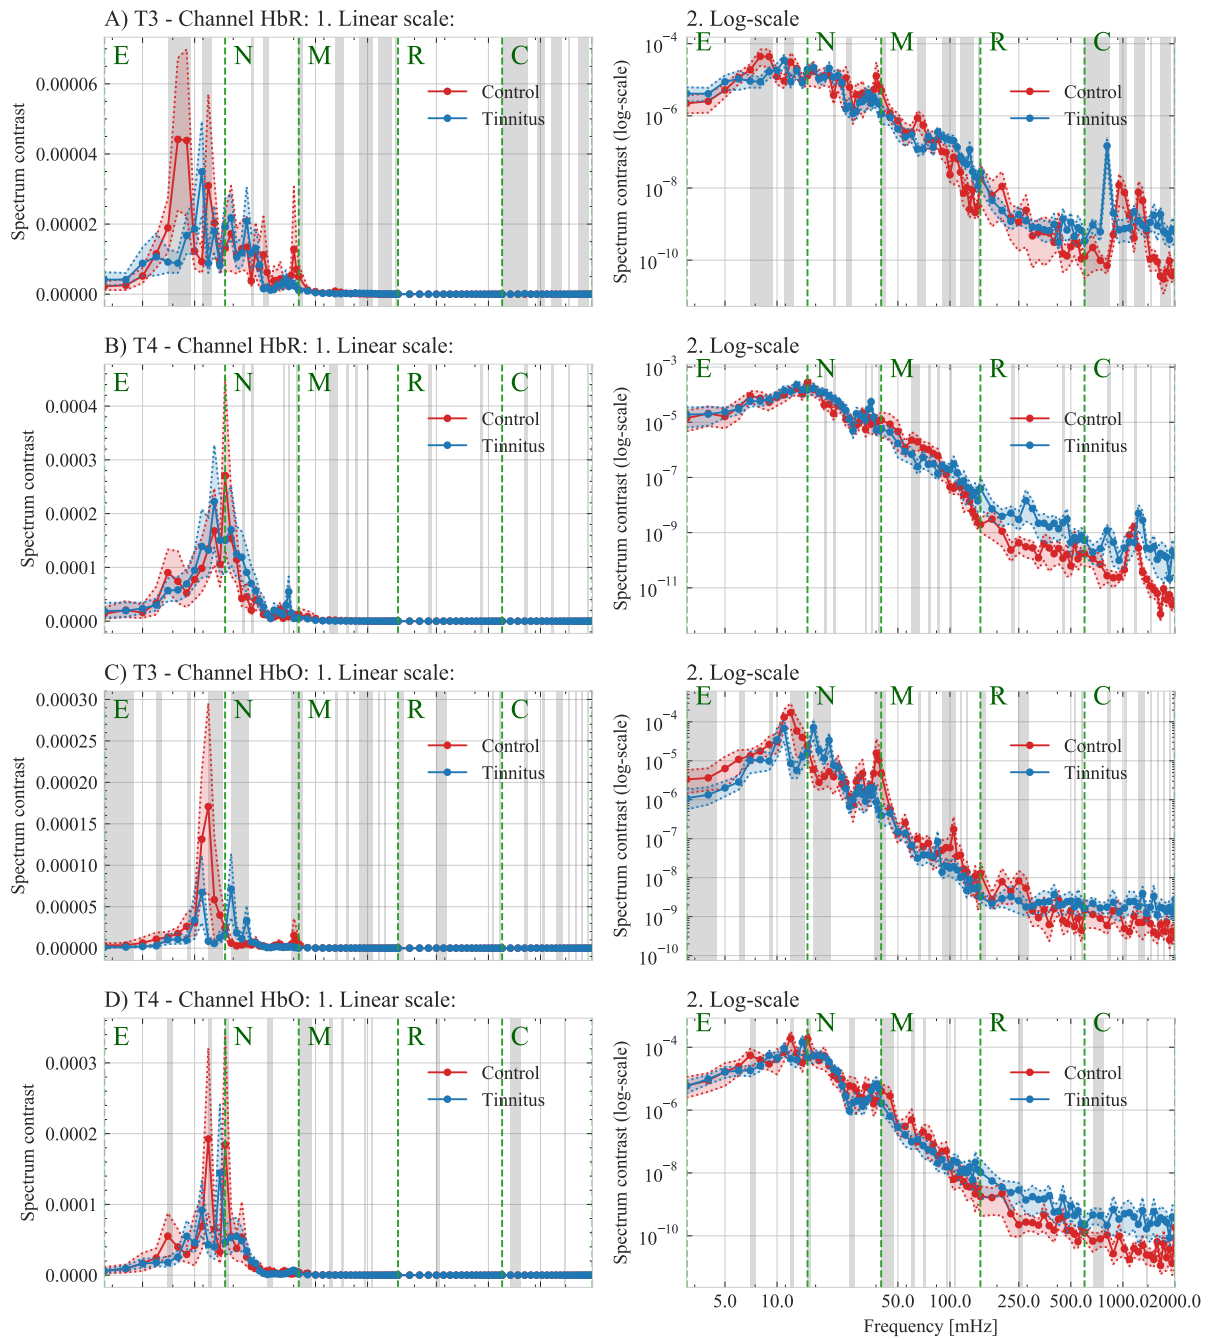 A) T3 - Channel HbR: 1. Linear scale:
2. Log-scale
E N M R C
E N M R C
Control
Tinnitus
Control
Tinnitus
Spectrum contrast
0.00006
0.00004
0.00002
0.00000
Spectrum contrast (log-scale)
10⁻⁴
10⁻⁶
10⁻⁸
10⁻¹⁰
B) T4 - Channel HbR: 1. Linear scale:
2. Log-scale
E N M R C
E N M R C
Control
Tinnitus
Control
Tinnitus
Spectrum contrast
0.0004
0.0003
0.0002
0.0001
0.0000
Spectrum contrast (log-scale)
10⁻³
10⁻⁵
10⁻⁷
10⁻⁹
10⁻¹¹
C) T3 - Channel HbO: 1. Linear scale:
2. Log-scale
E N M R C
E N M R C
Control
Tinnitus
Control
Tinnitus
Spectrum contrast
0.00030
0.00025
0.00020
0.00015
0.00010
0.00005
0.00000
Spectrum contrast (log-scale)
10⁻⁴
10⁻⁵
10⁻⁶
10⁻⁷
10⁻⁸
10⁻⁹
10⁻¹⁰
D) T4 - Channel HbO: 1. Linear scale:
2. Log-scale
E N M R C
E N M R C
Control
Tinnitus
Control
Tinnitus
Spectrum contrast
0.0003
0.0002
0.0001
0.0000
Spectrum contrast (log-scale)
10⁻⁴
10⁻⁶
10⁻⁸
10⁻¹⁰
5.0 10.0 50.0 100.0 250.0 500.0 1000.0 2000.0
Frequency [mHz]